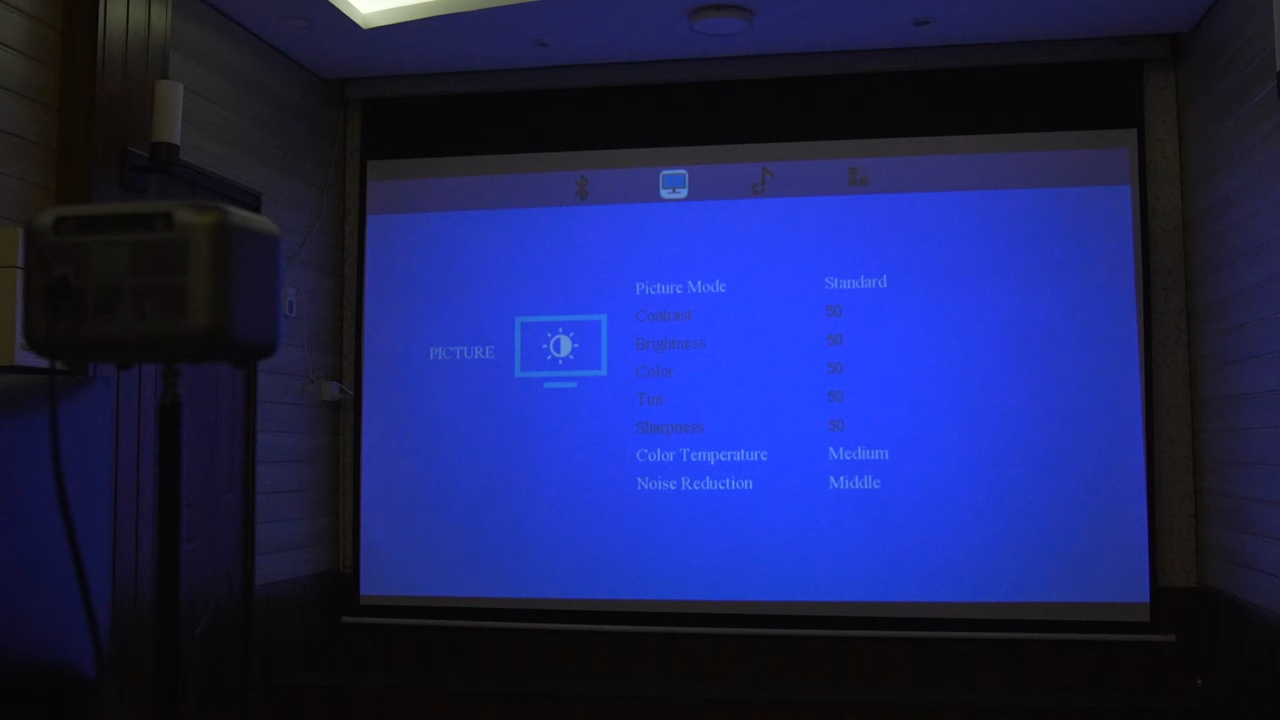 PICTURE
Picture Mode Standard
Contrast 50
Brightness 50
Color 50
Tint 50
Sharpness 50
Color Temperature Medium
Noise Reduction Middle